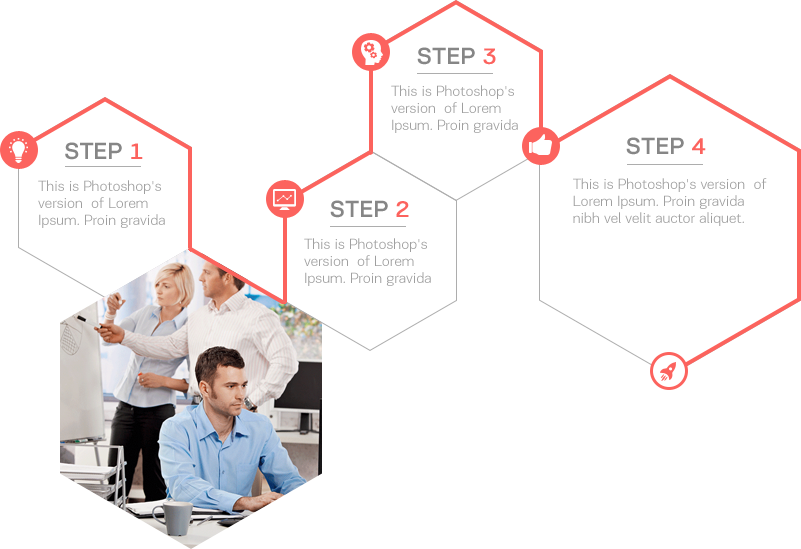 STEP 1
This is Photoshop's
version of Lorem
Ipsum. Proin gravida
STEP 2
This is Photoshop's
version of Lorem
Ipsum. Proin gravida
STEP 3
This is Photoshop's
version of Lorem
Ipsum. Proin gravida
STEP 4
This is Photoshop's version of
Lorem Ipsum. Proin gravida
nibh vel velit auctor aliquet.